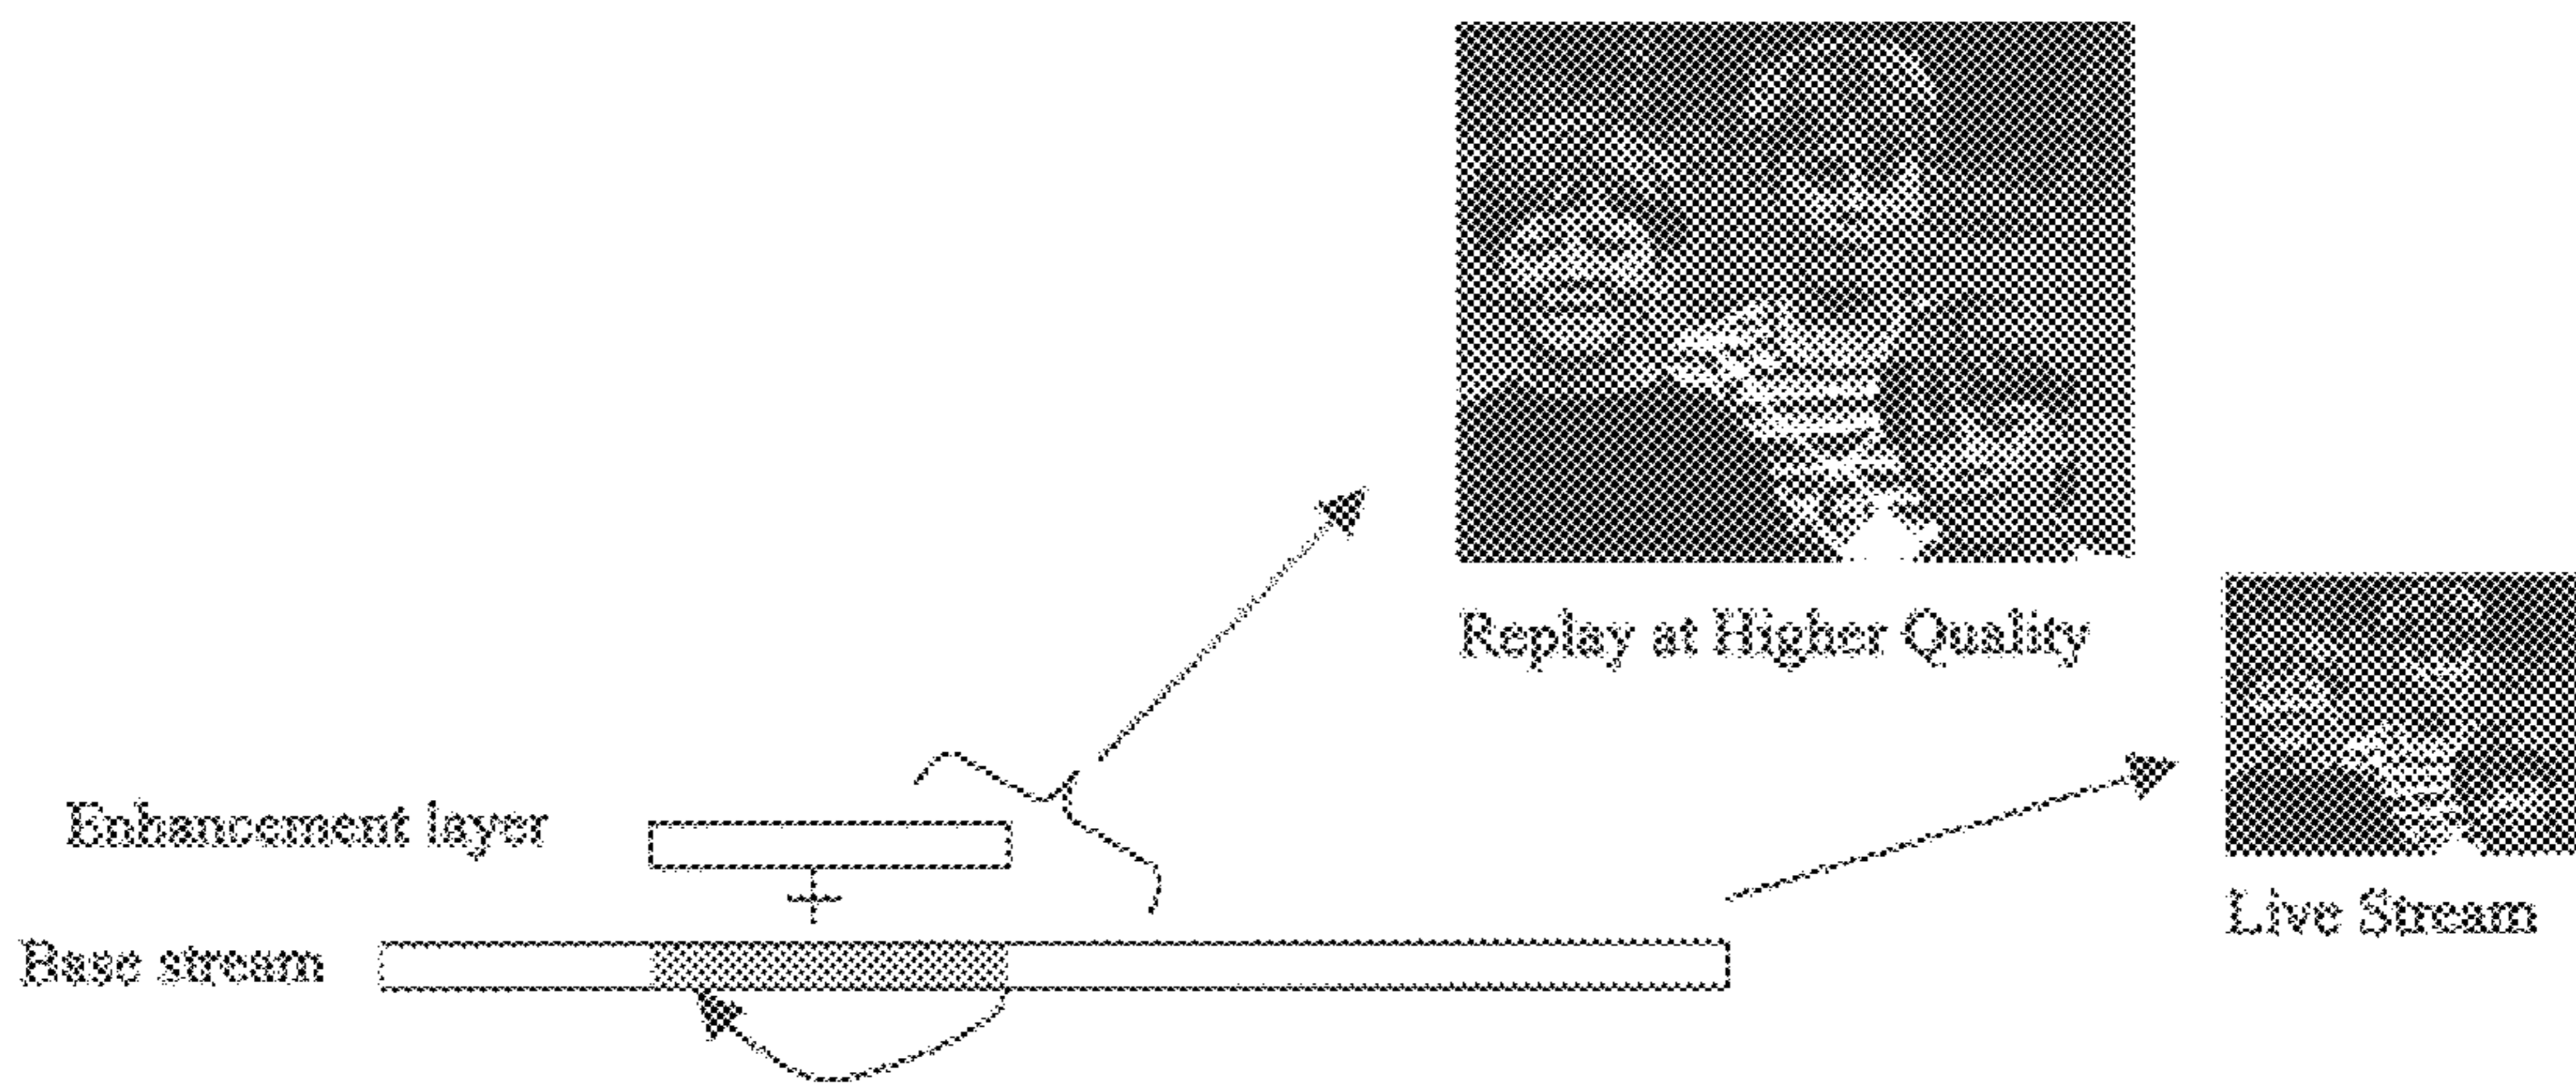 Replay at Higher Quality
Enhancement layer
Live Stream
Base stream